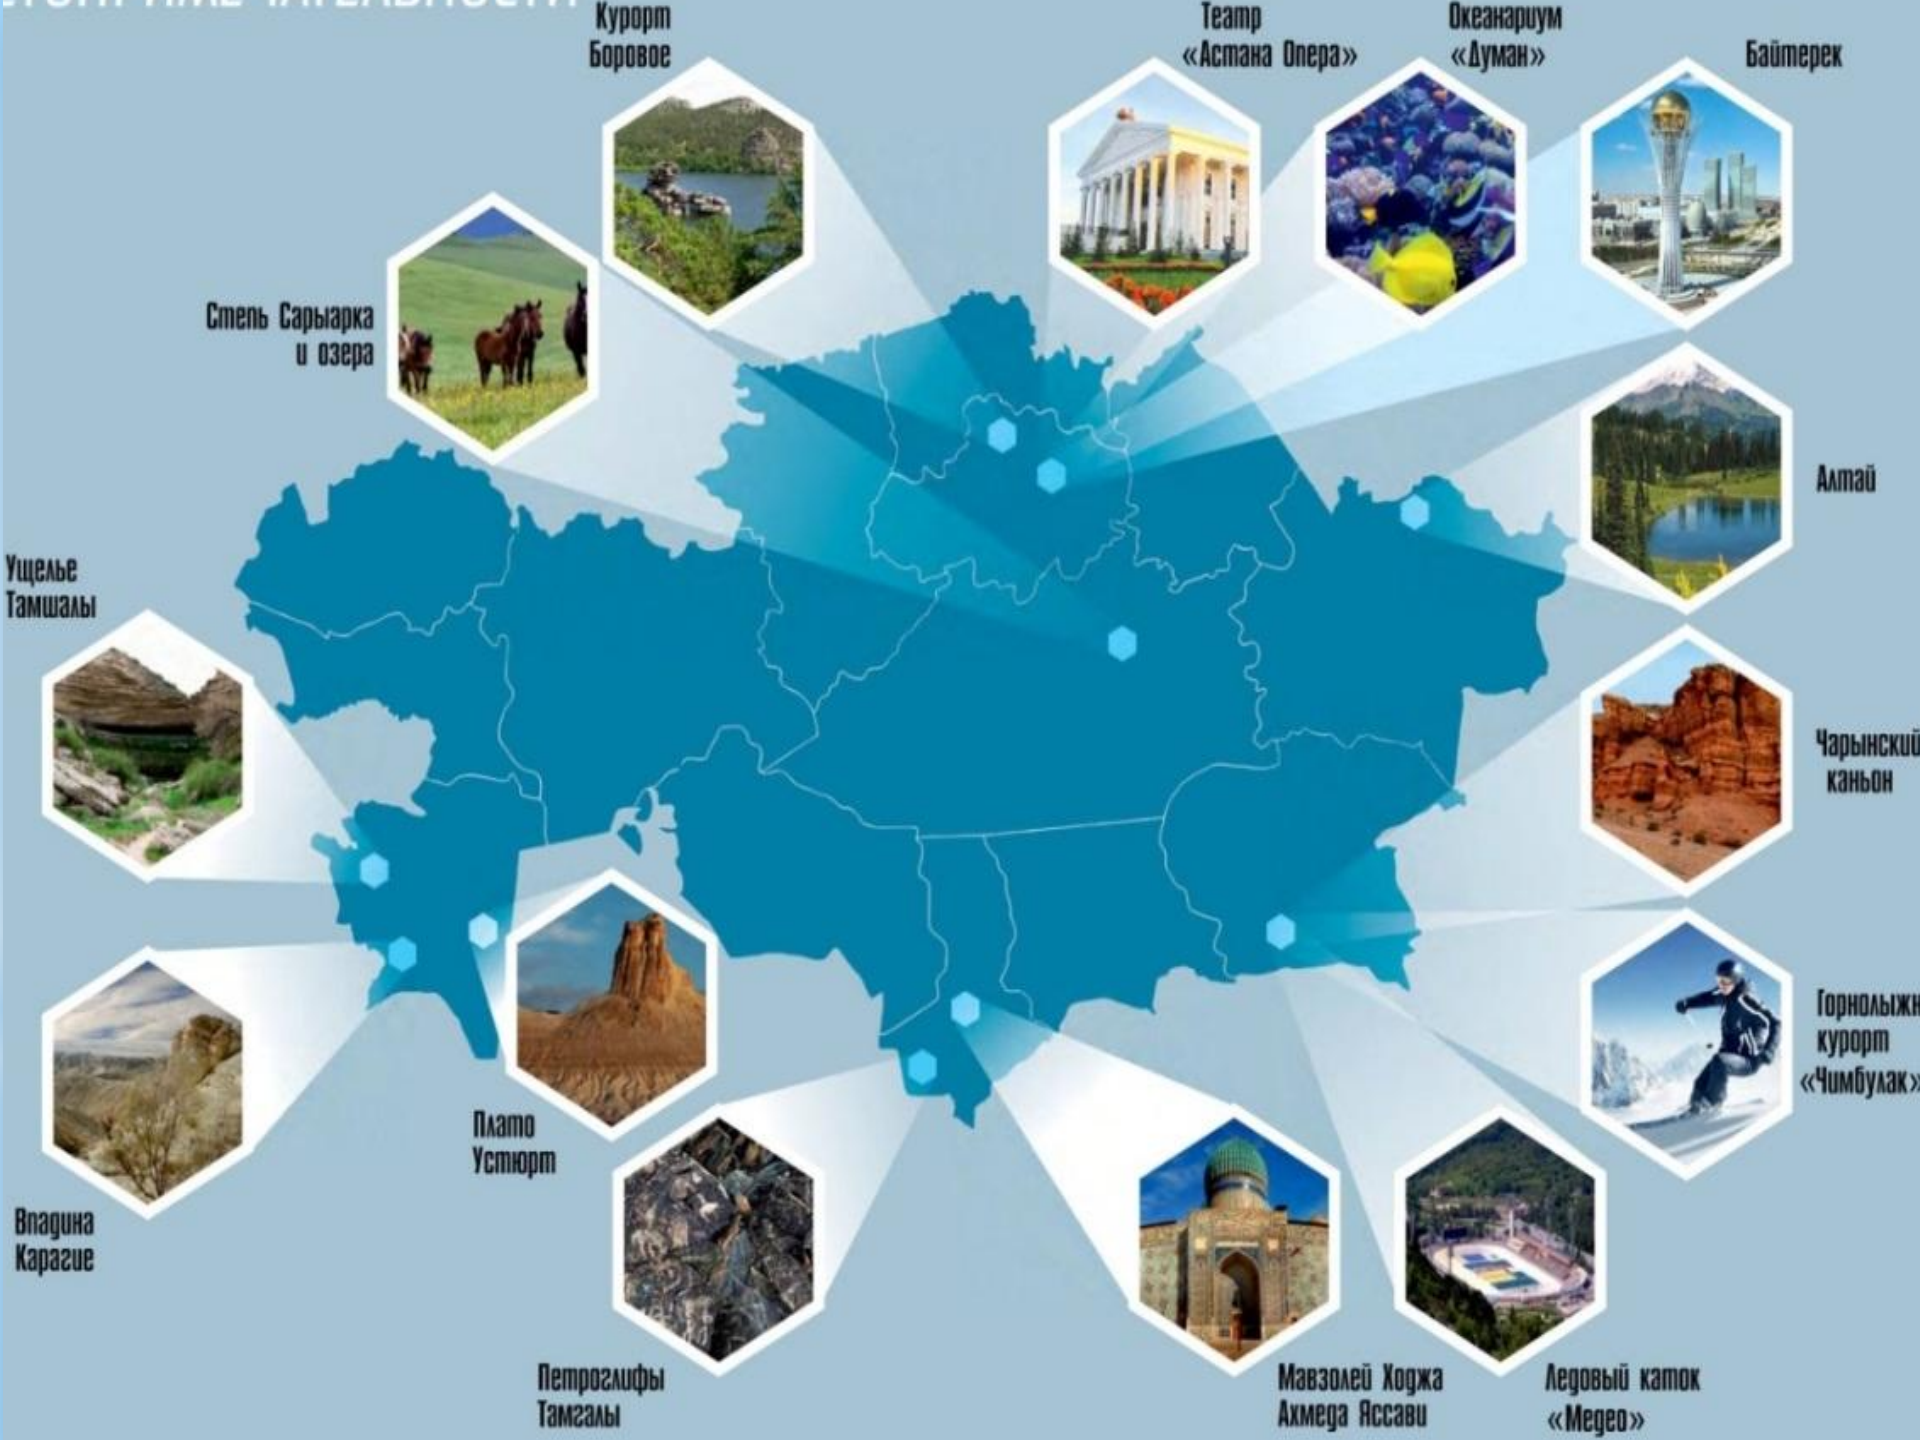 Курорт
Боровое
Театр
«Астана Опера»
Океанариум
«Думан»
Байтерек
Степь Сарыарка
и озера
Алтай
Ущелье
Тамшалы
Чарынский
каньон
Горнолыжн
курорт
«Чимбулак»
Плато
Устюрт
Впадина
Карагие
Петроглифы
Тамгалы
Мавзолей Ходжа
Ахмеда Яссави
Ледовый каток
«Медео»